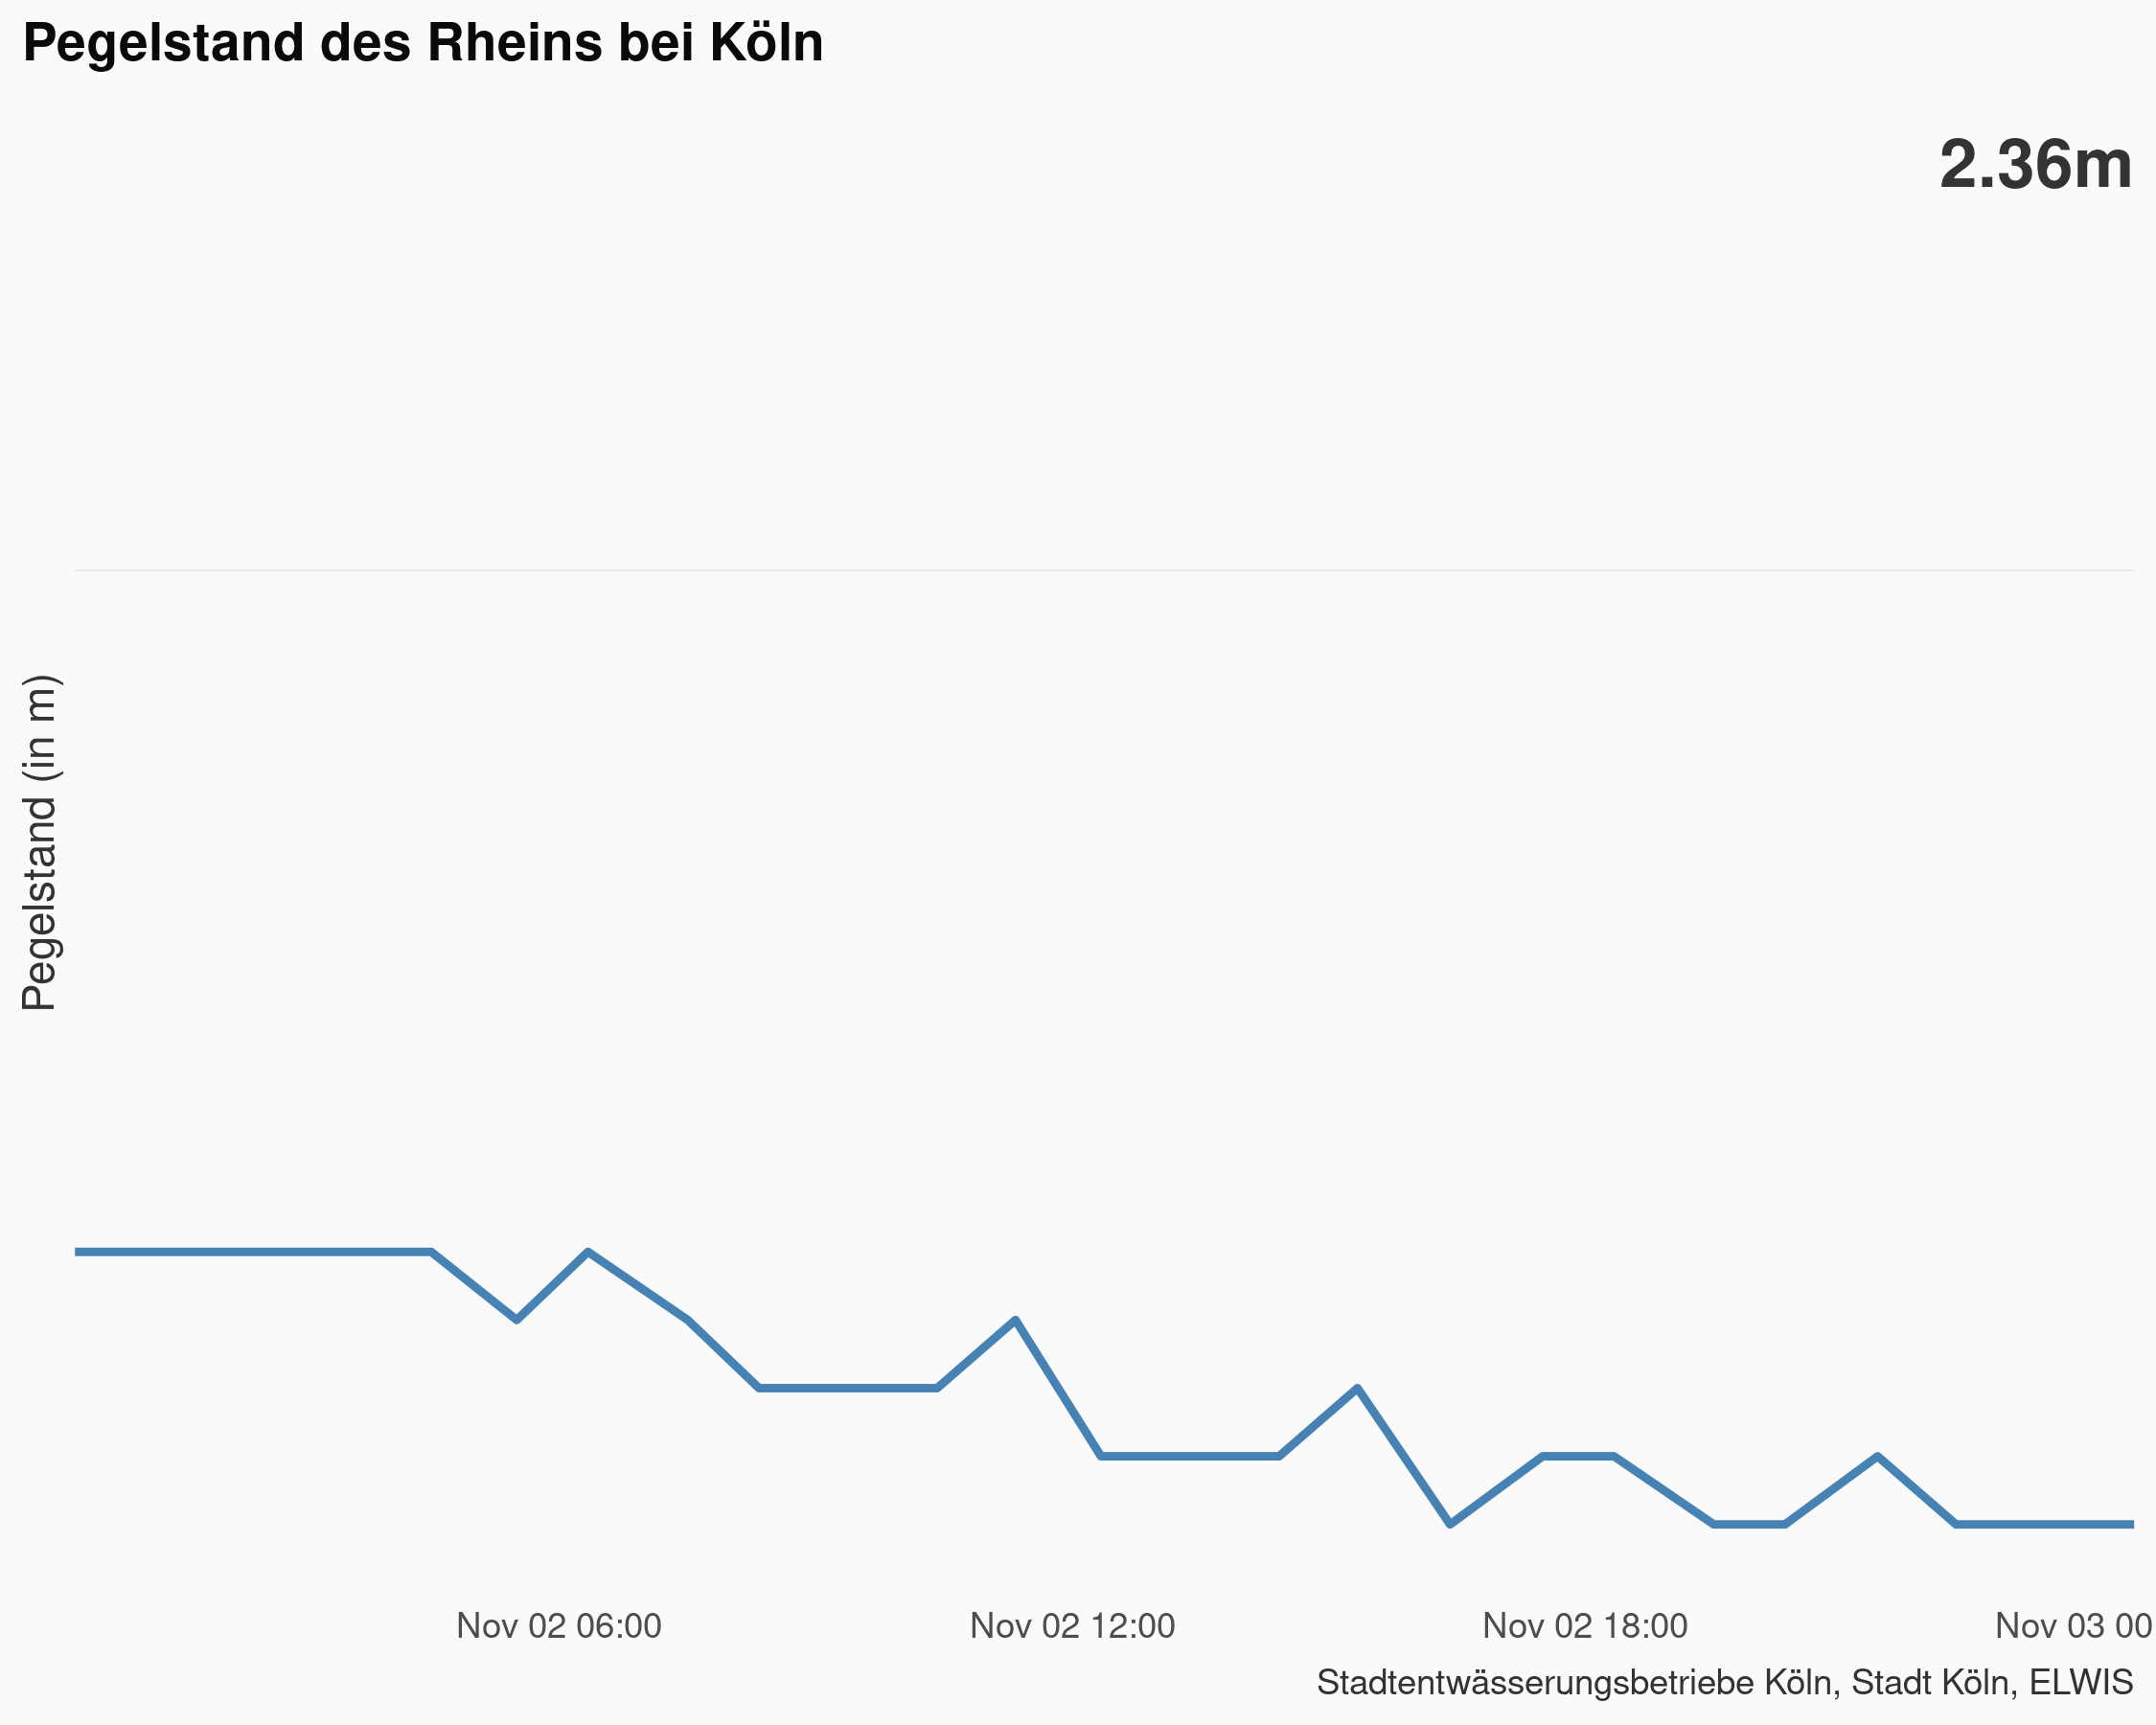 Pegelstand des Rheins bei Köln
2.36m
Pegelstand (in m)
Nov 02 06:00
Nov 02 12:00
Nov 02 18:00
Nov 03 00
Stadtentwässerungsbetriebe Köln, Stadt Köln, ELWIS